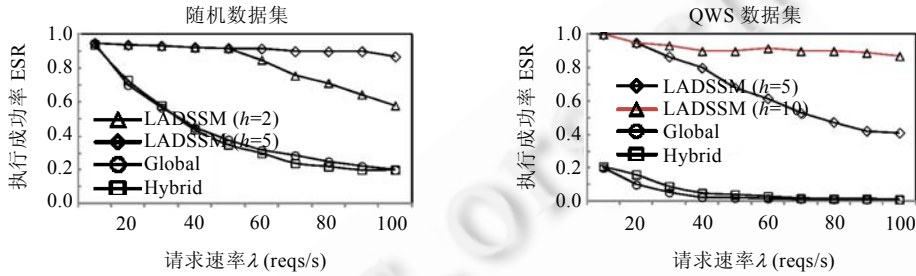 随机数据集
执行成功率 ESR
1.0
0.8
0.6
0.4
0.2
0.0
LADSSM (h=2)
LADSSM (h=5)
Global
Hybrid
20 40 60 80 100
请求速率λ (reqs/s)
QWS 数据集
执行成功率 ESR
1.0
0.8
0.6
0.4
0.2
0.0
LADSSM (h=5)
LADSSM (h=10)
Global
Hybrid
20 40 60 80 100
请求速率λ (reqs/s)